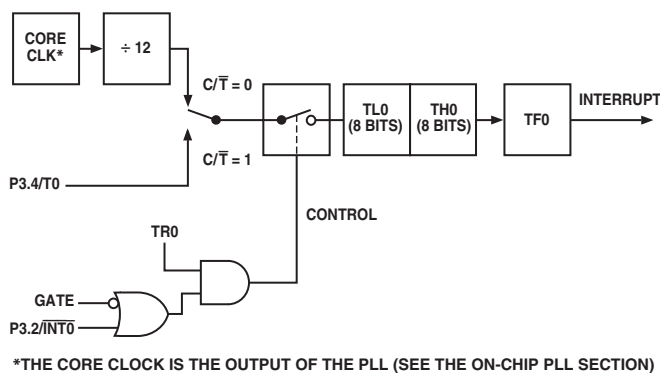 CORE
CLK*
÷ 12
C/T̅ = 0
C/T̅ = 1
P3.4/T0
TL0
(8 BITS)
TH0
(8 BITS)
TF0
INTERRUPT
CONTROL
TR0
GATE
P3.2/I̅N̅T̅0̅
*THE CORE CLOCK IS THE OUTPUT OF THE PLL (SEE THE ON-CHIP PLL SECTION)